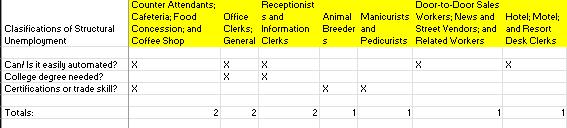 Clasifications of Structural Unemployment
Counter Attendants; Cafeteria; Food Concession; and Coffee Shop
Office Clerks; General
Receptionists and Information Clerks
Animal Breeders
Manicurists and Pedicurists
Door-to-Door Sales Workers; News and Street Vendors; and Related Workers
Hotel; Motel; and Resort Desk Clerks
Can/ Is it easily automated? X X X X X
College degree needed? X X
Certifications or trade skill? X X X
Totals: 2 2 2 1 1 1 1